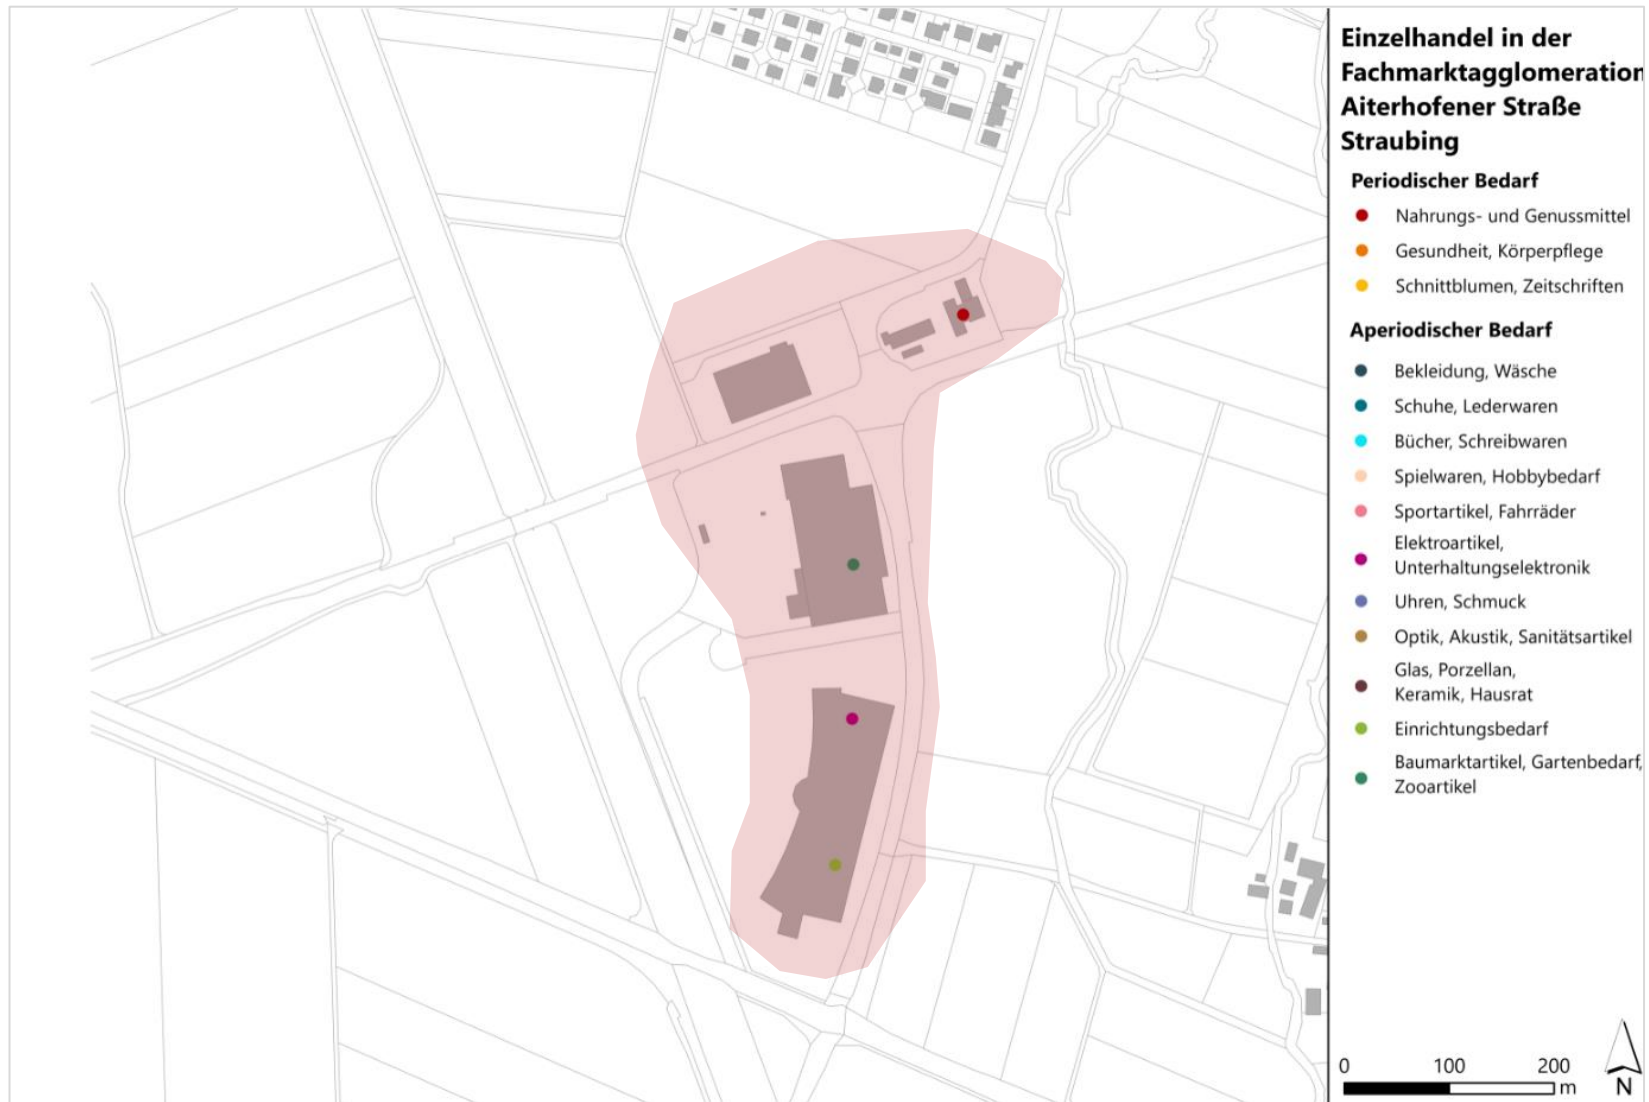 Einzelhandel in der
Fachmarktagglomeration
Aiterhofener Straße
Straubing
Periodischer Bedarf
Nahrungs- und Genussmittel
Gesundheit, Körperpflege
Schnittblumen, Zeitschriften
Aperiodischer Bedarf
Bekleidung, Wäsche
Schuhe, Lederwaren
Bücher, Schreibwaren
Spielwaren, Hobbybedarf
Sportartikel, Fahrräder
Elektroartikel,
Unterhaltungselektronik
Uhren, Schmuck
Optik, Akustik, Sanitätsartikel
Glas, Porzellan,
Keramik, Hausrat
Einrichtungsbedarf
Baumarktartikel, Gartenbedarf,
Zooartikel
0 100 200
m
N